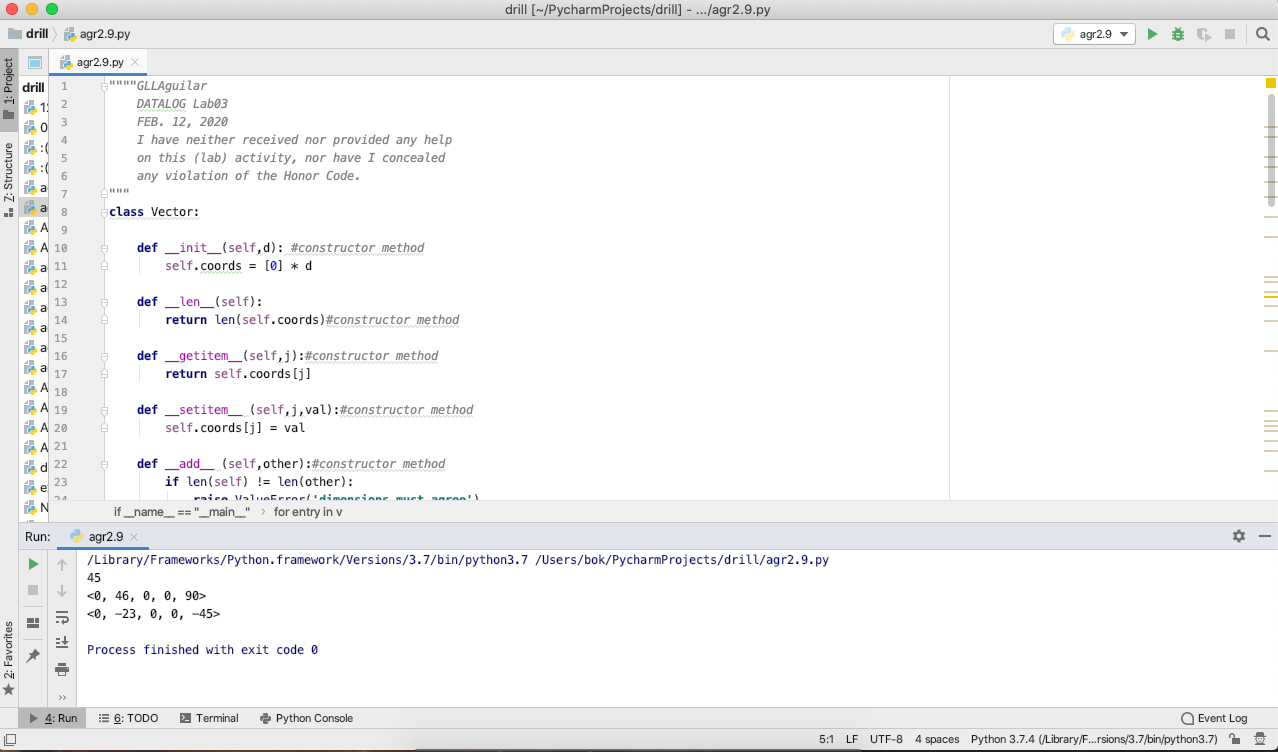 drill [~/PycharmProjects/drill] - .../agr2.9.py
drill
agr2.9.py
agr2.9
1: Project
agr2.9.py
drill
1 """"GLLAguilar
2 DATALOG Lab03
3 FEB. 12, 2020
4 I have neither received nor provided any help
5 on this (lab) activity, nor have I concealed
6 any violation of the Honor Code.
7 """
8 class Vector:
9
10 def __init__(self,d): #constructor method
11 self.coords = [0] * d
12
13 def __len__(self):
14 return len(self.coords)#constructor method
15
16 def __getitem__(self,j):#constructor method
17 return self.coords[j]
18
19 def __setitem__ (self,j,val):#constructor method
20 self.coords[j] = val
21
22 def __add__ (self,other):#constructor method
23 if len(self) != len(other):
24 raise ValueError('dimensions must agree')
Z: Structure
if __name__ == "__main__" › for entry in v
Run: agr2.9
/Library/Frameworks/Python.framework/Versions/3.7/bin/python3.7 /Users/bok/PycharmProjects/drill/agr2.9.py
45
<0, 46, 0, 0, 90>
<0, -23, 0, 0, -45>
Process finished with exit code 0
2: Favorites
4: Run
6: TODO
Terminal
Python Console
Event Log
5:1 LF UTF-8 4 spaces Python 3.7.4 (/Library/F...rsions/3.7/bin/python3.7)